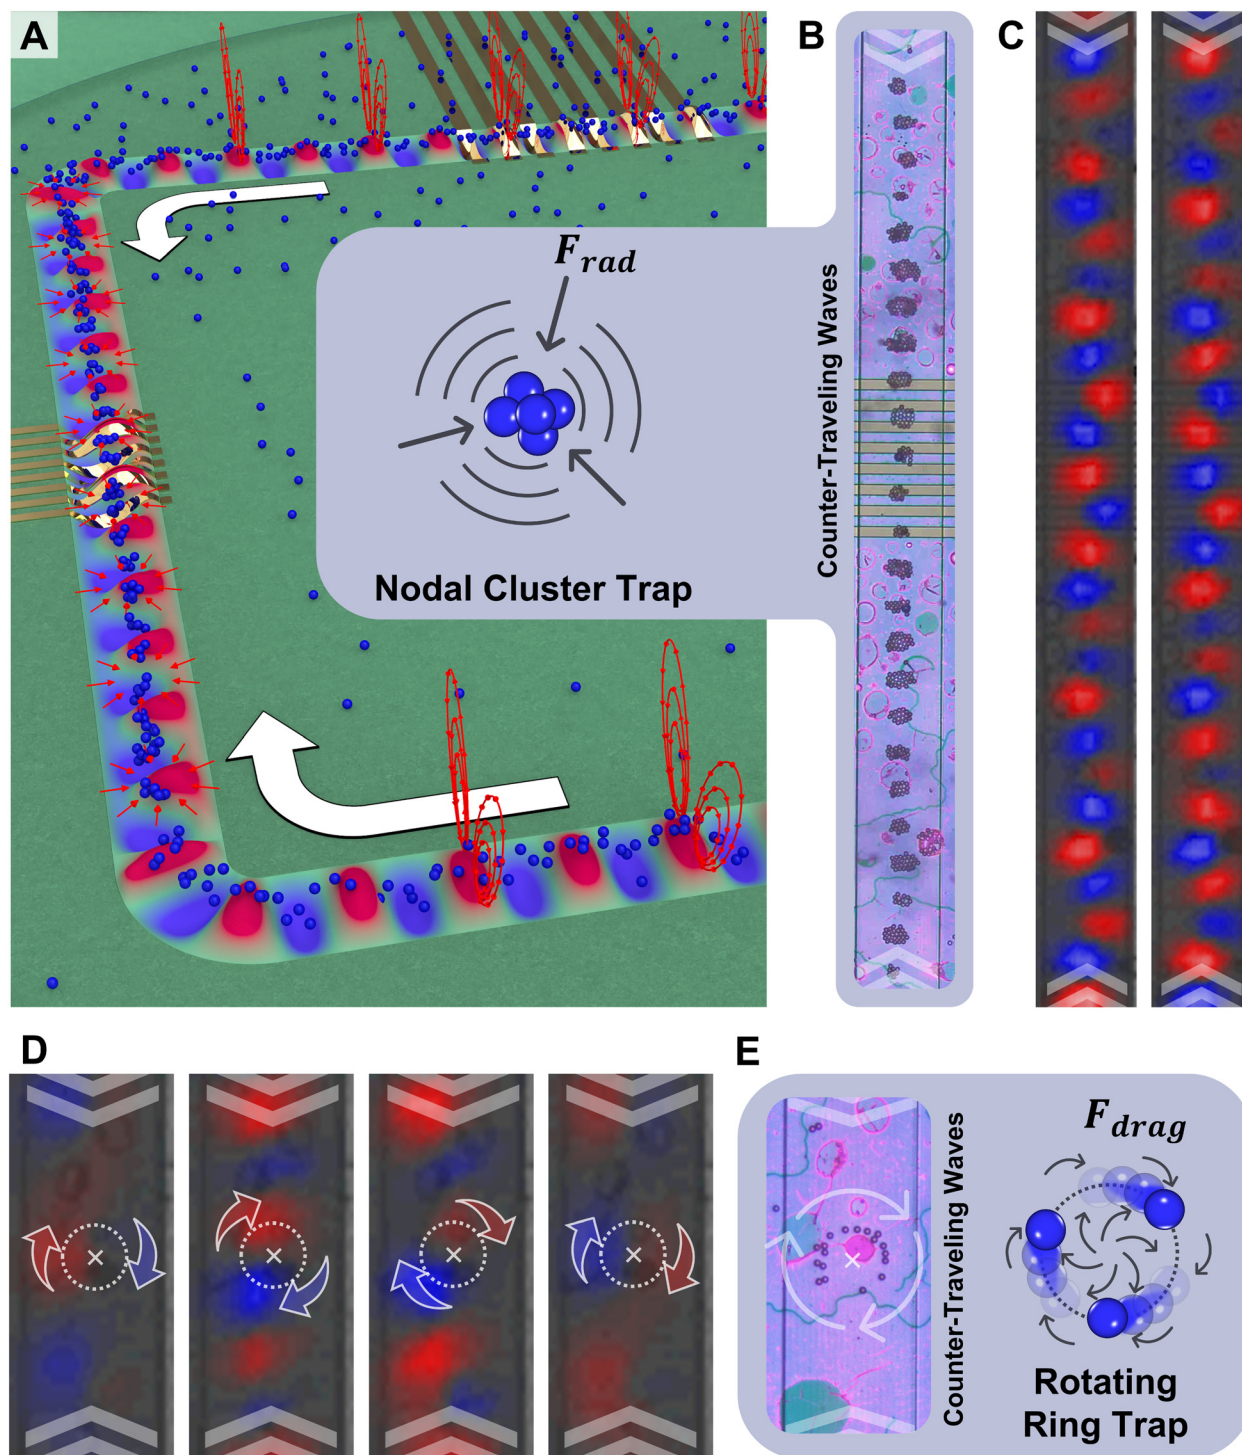 A
B
C
F_rad
Nodal Cluster Trap
Counter-Traveling Waves
D
E
Counter-Traveling Waves
F_drag
Rotating
Ring Trap